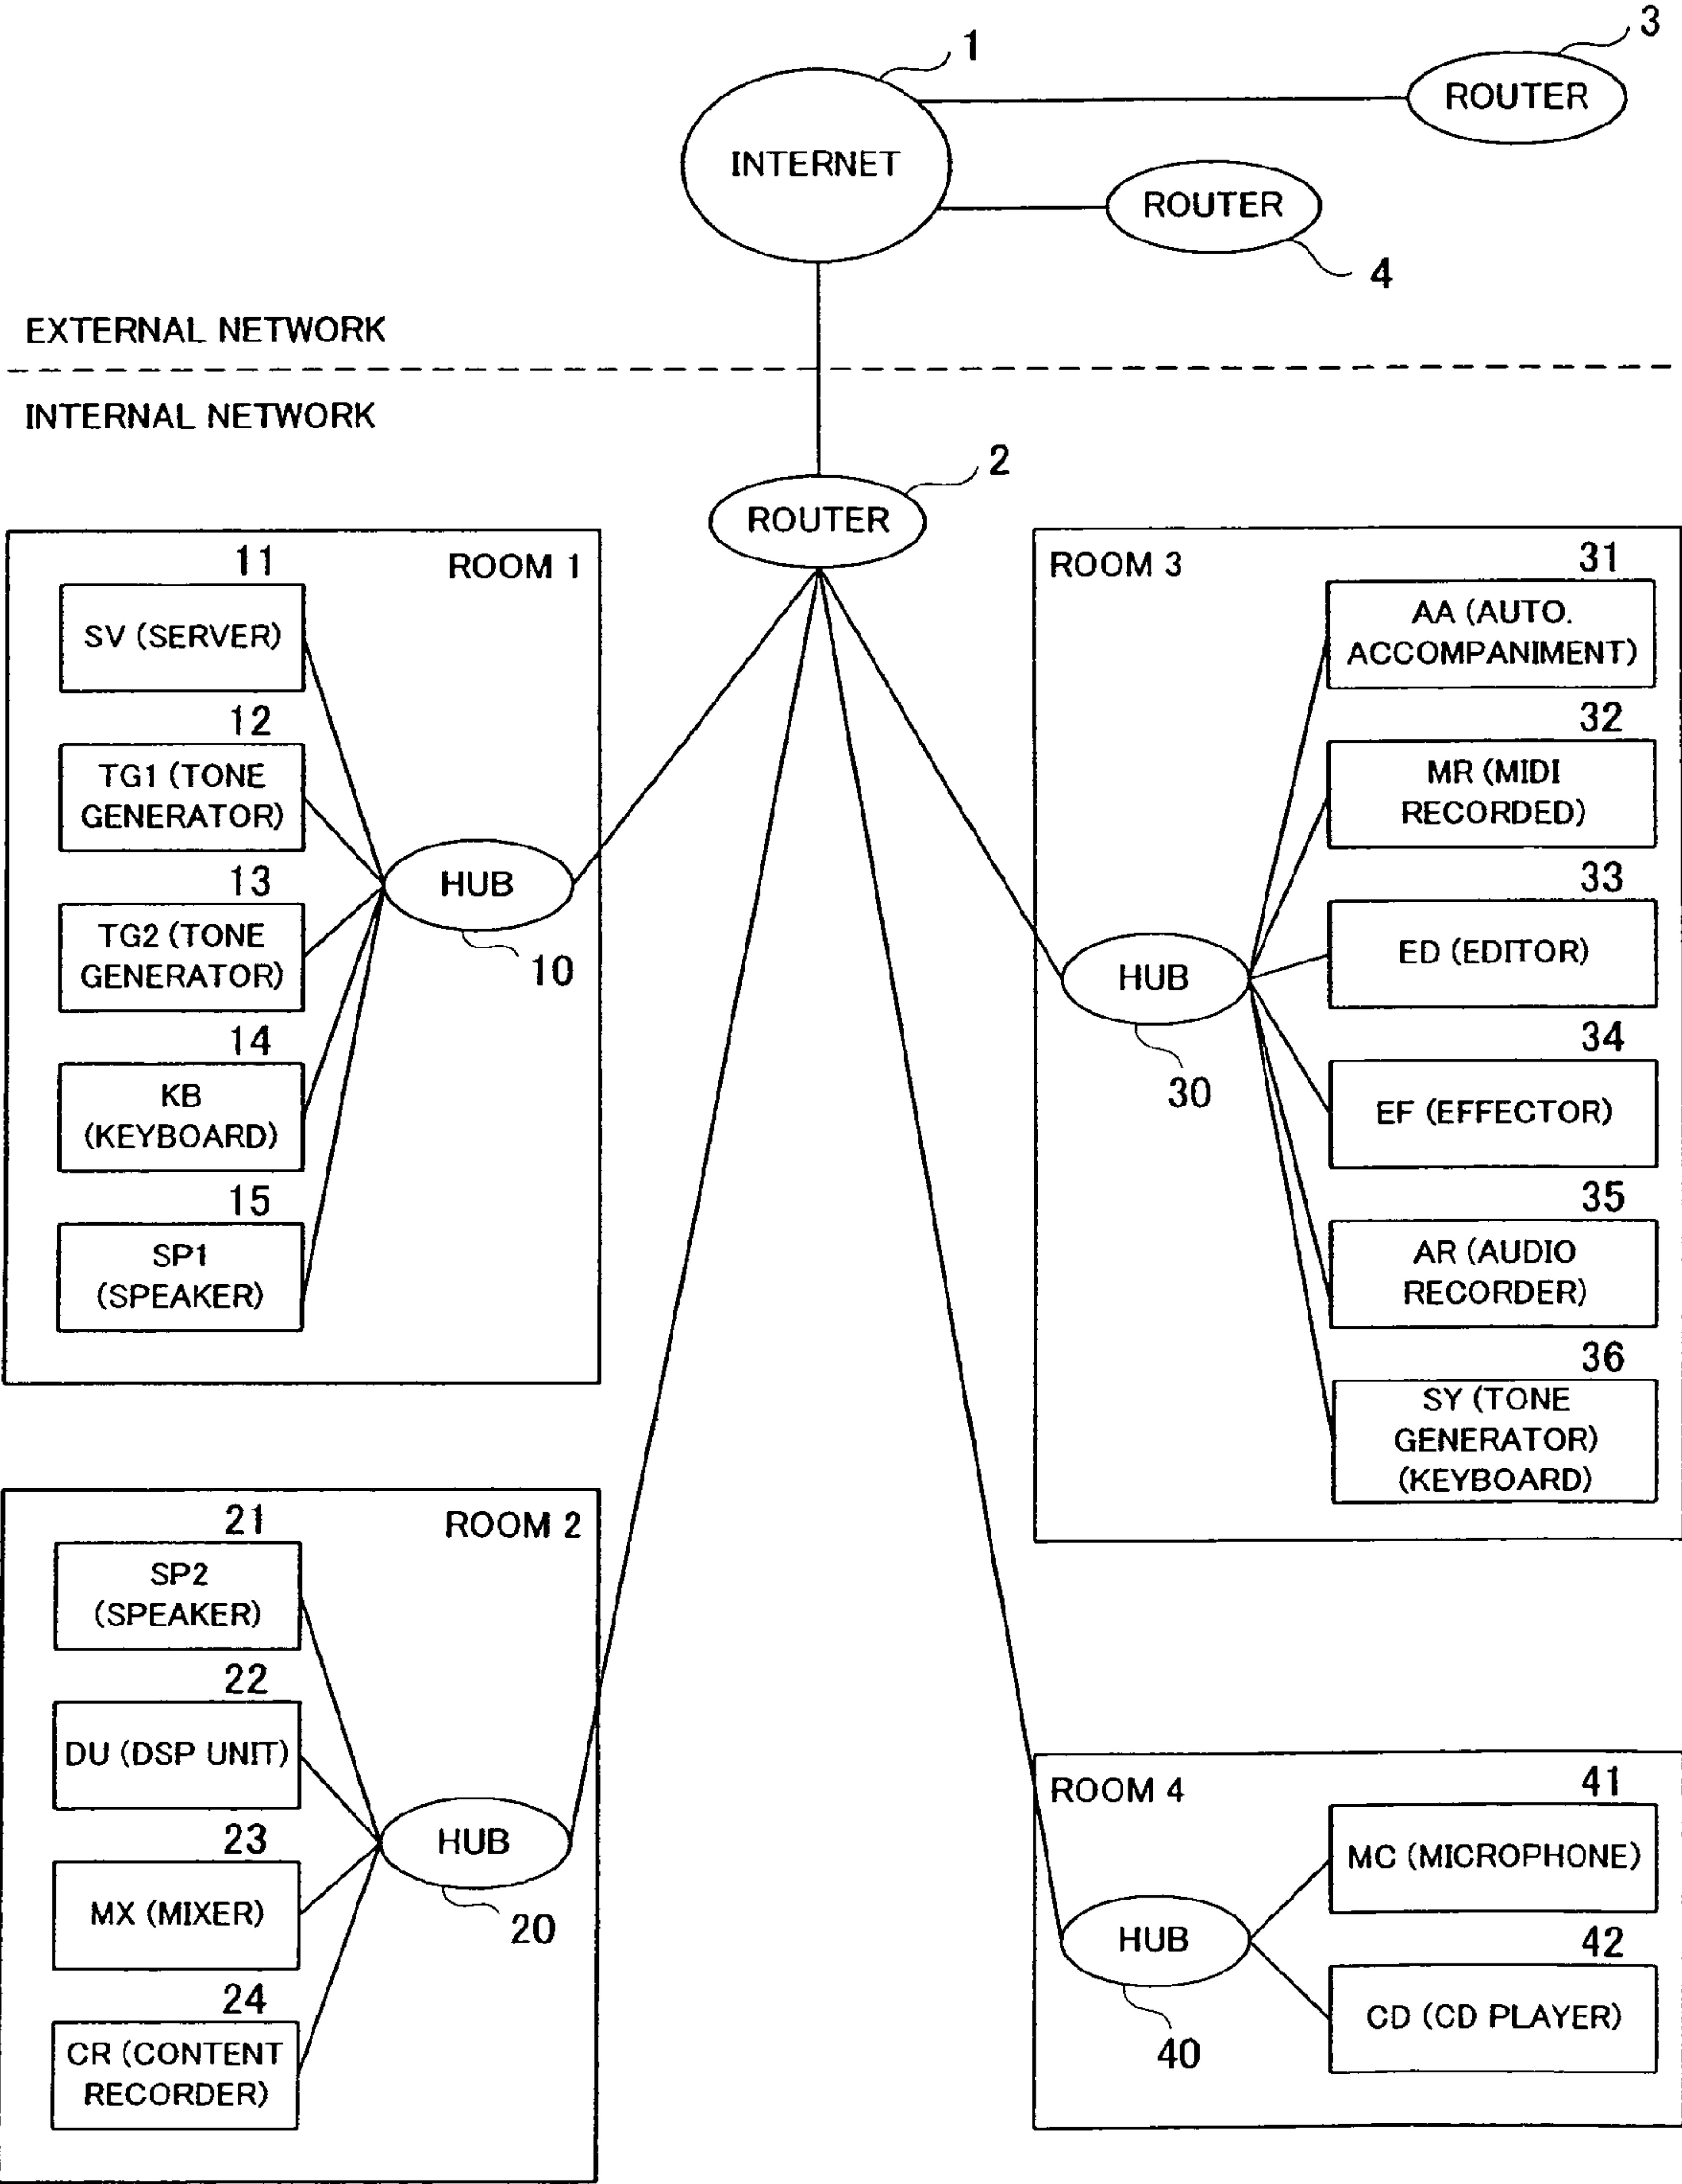 1
3
ROUTER
INTERNET
ROUTER
4
EXTERNAL NETWORK
INTERNAL NETWORK
2
ROUTER
ROOM 1
11
SV (SERVER)
12
TG1 (TONE
GENERATOR)
13
TG2 (TONE
GENERATOR)
14
KB
(KEYBOARD)
15
SP1
(SPEAKER)
HUB
10
ROOM 3
31
AA (AUTO.
ACCOMPANIMENT)
32
MR (MIDI
RECORDED)
33
ED (EDITOR)
34
EF (EFFECTOR)
35
AR (AUDIO
RECORDER)
36
SY (TONE
GENERATOR)
(KEYBOARD)
HUB
30
ROOM 2
21
SP2
(SPEAKER)
22
DU (DSP UNIT)
23
MX (MIXER)
24
CR (CONTENT
RECORDER)
HUB
20
ROOM 4
41
MC (MICROPHONE)
42
CD (CD PLAYER)
HUB
40